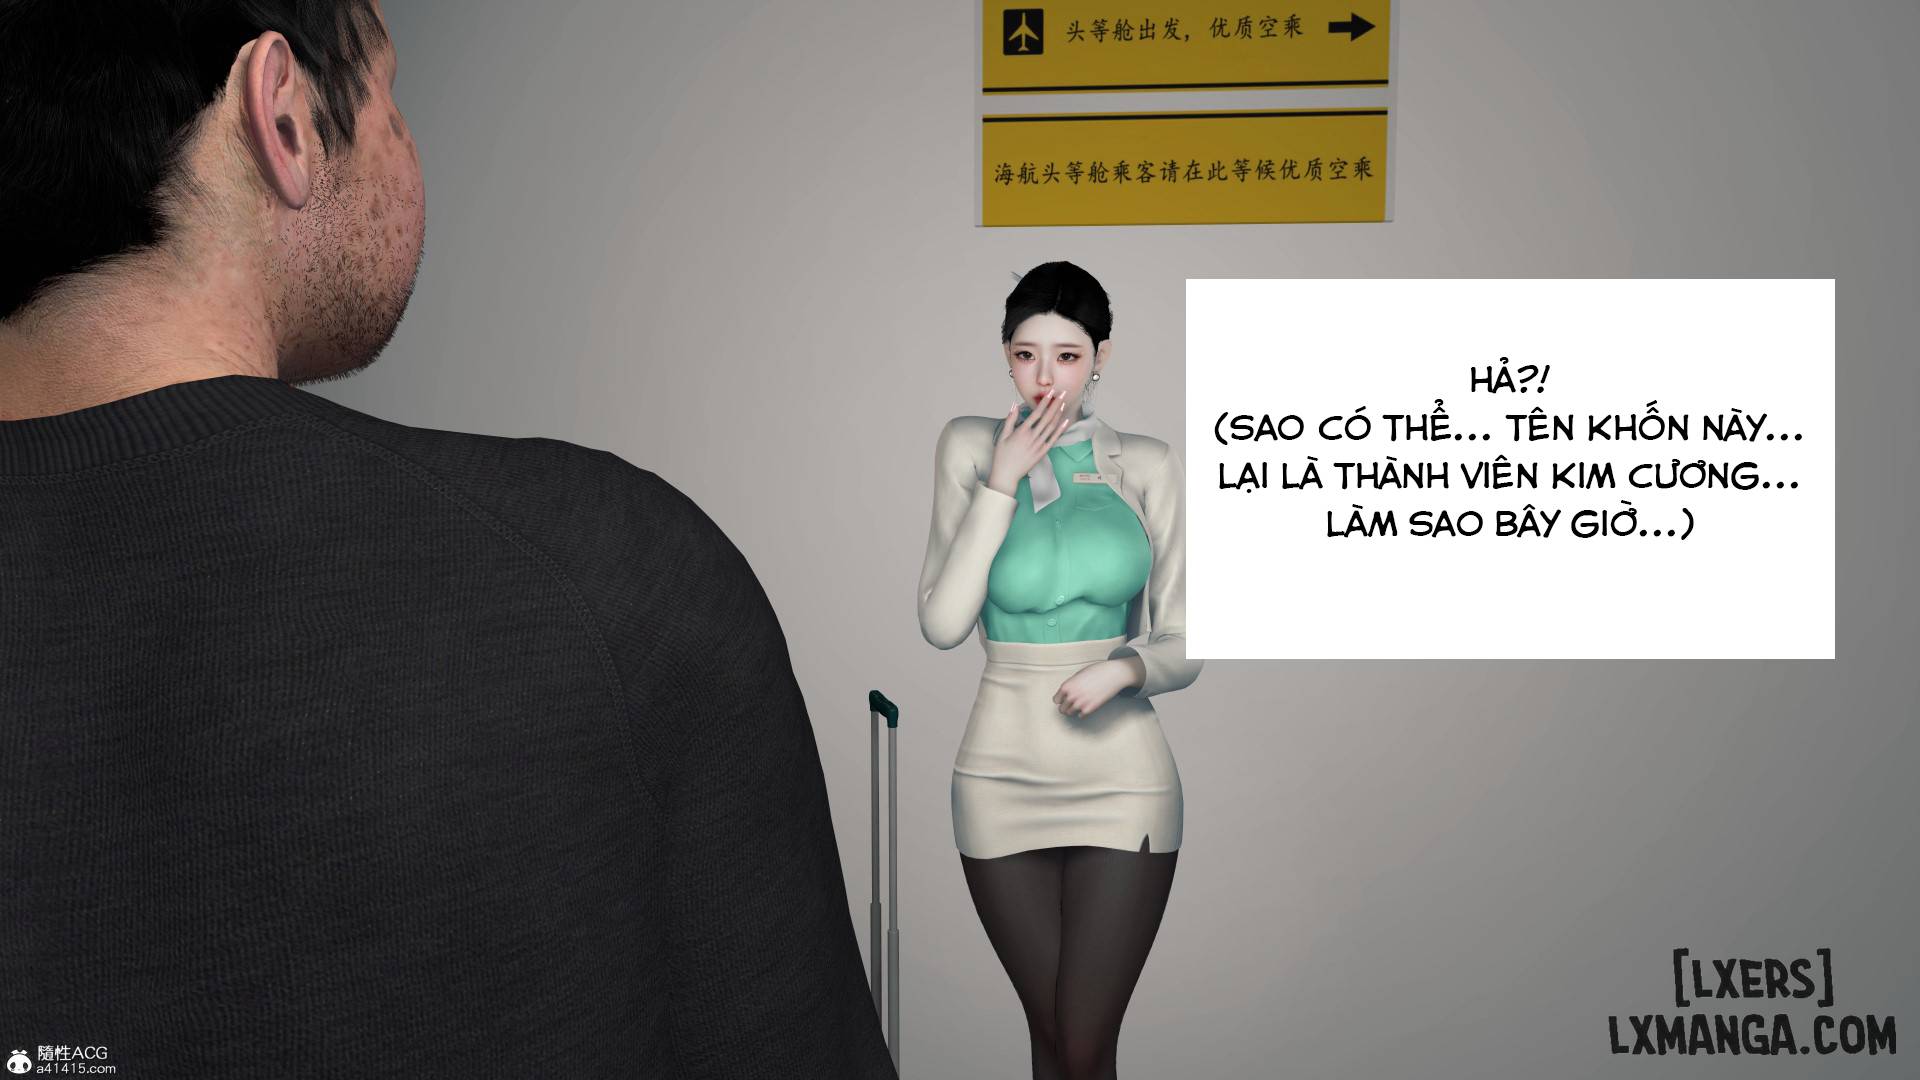 头等舱出发，优质空乘
海航头等舱乘客请在此等候优质空乘
HẢ?!
(SAO CÓ THỂ... TÊN KHỐN NÀY...
LẠI LÀ THÀNH VIÊN KIM CƯƠNG...
LÀM SAO BÂY GIỜ...)
[LXERS]
LXMANGA.COM
隨性ACG
a41415.com